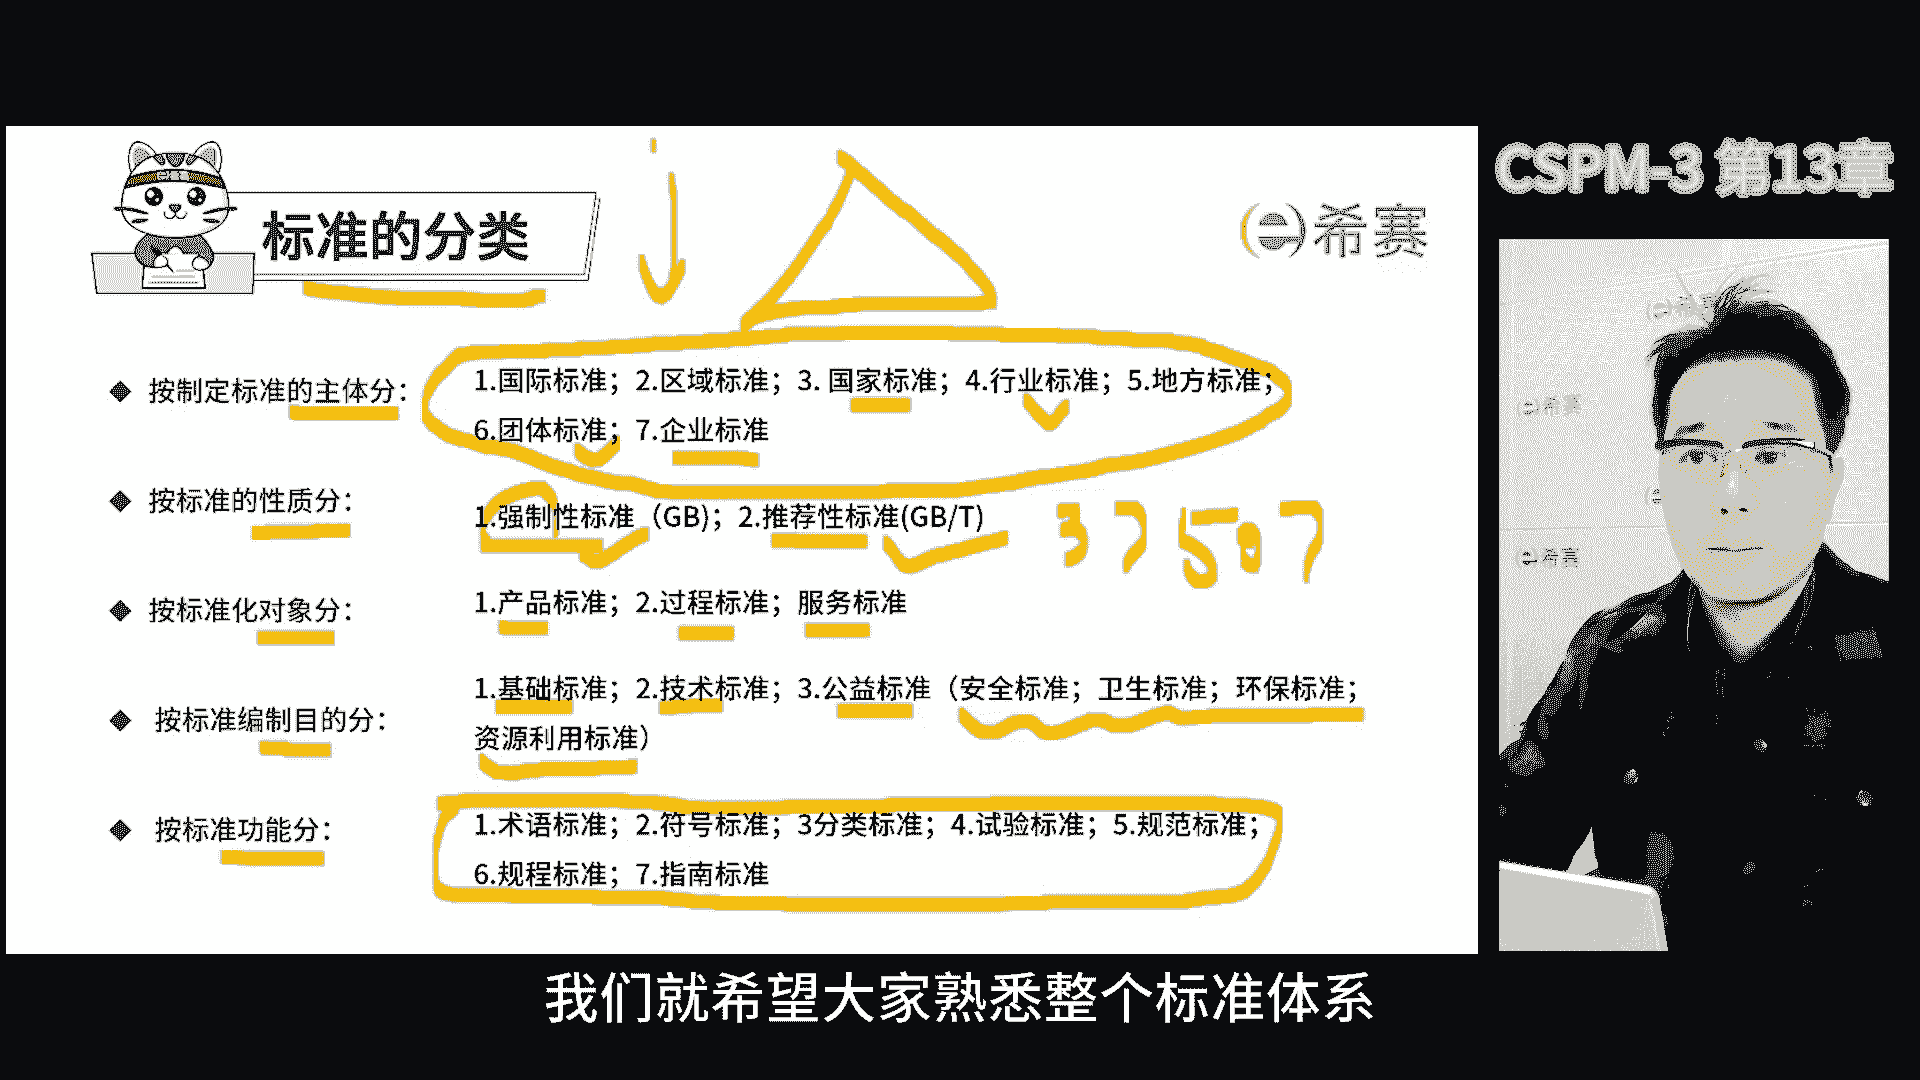 CSPM-3 第13章
标准的分类
希赛
按制定标准的主体分：
1.国际标准；2.区域标准；3. 国家标准；4.行业标准；5.地方标准；
6.团体标准；7.企业标准
按标准的性质分：
1.强制性标准（GB)；2.推荐性标准(GB/T)
37507
按标准化对象分：
1.产品标准；2.过程标准；服务标准
按标准编制目的分：
1.基础标准；2.技术标准；3.公益标准（安全标准；卫生标准；环保标准；
资源利用标准）
按标准功能分：
1.术语标准；2.符号标准；3分类标准；4.试验标准；5.规范标准；
6.规程标准；7.指南标准
希赛
希赛
我们就希望大家熟悉整个标准体系